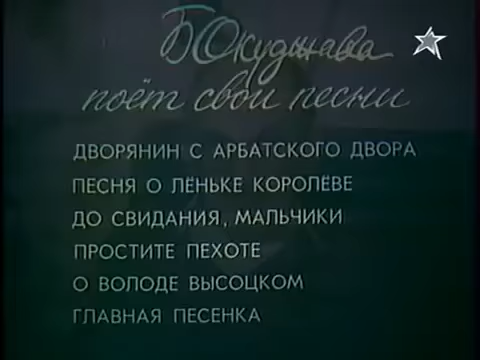 Б Окуджава
поёт свои песни
ДВОРЯНИН С АРБАТСКОГО ДВОРА
ПЕСНЯ О ЛЁНЬКЕ КОРОЛЁВЕ
ДО СВИДАНИЯ, МАЛЬЧИКИ
ПРОСТИТЕ ПЕХОТЕ
О ВОЛОДЕ ВЫСОЦКОМ
ГЛАВНАЯ ПЕСЕНКА